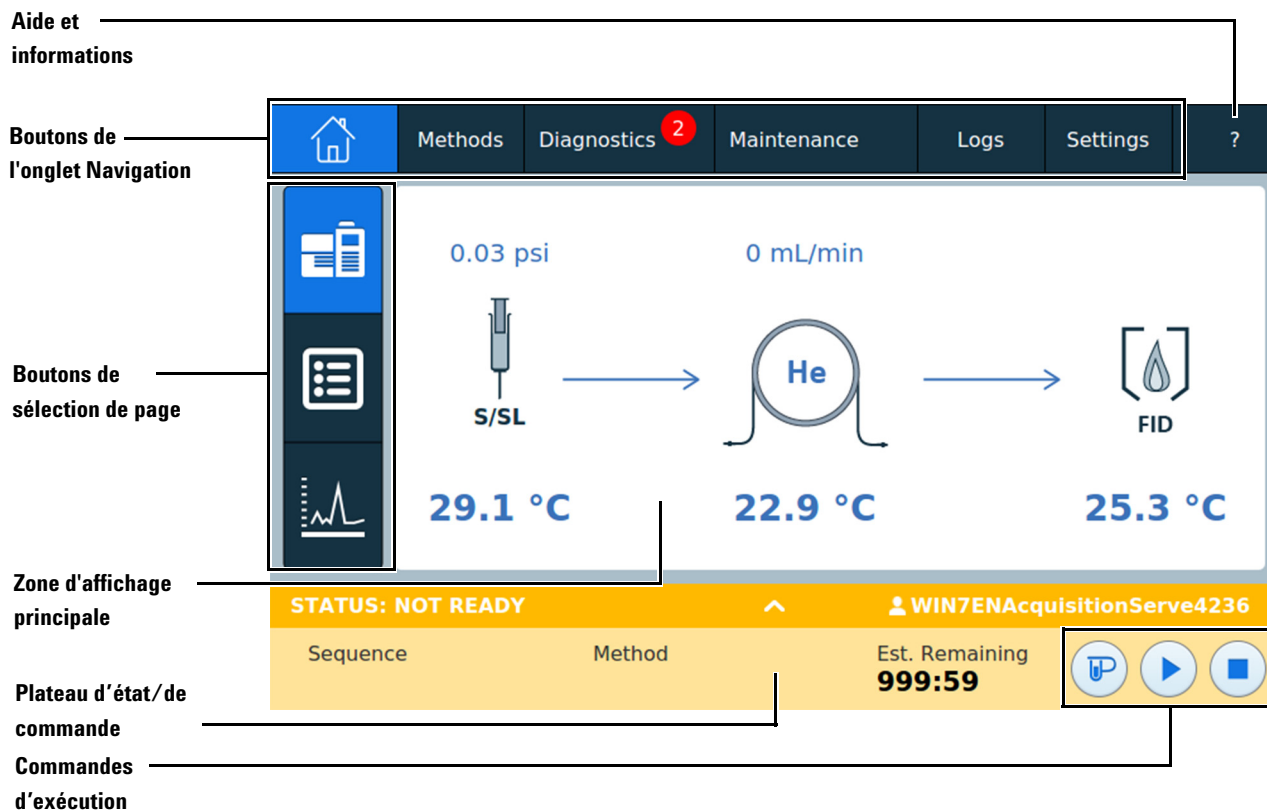 Aide et
informations
Boutons de
l'onglet Navigation
Methods
Diagnostics
2
Maintenance
Logs
Settings
?
0.03 psi
0 mL/min
Boutons de
sélection de page
He
S/SL
FID
29.1 °C
22.9 °C
25.3 °C
Zone d'affichage
principale
STATUS: NOT READY
WIN7ENAcquisitionServe4236
Sequence
Method
Est. Remaining
999:59
Plateau d’état/de
commande
Commandes
d’exécution